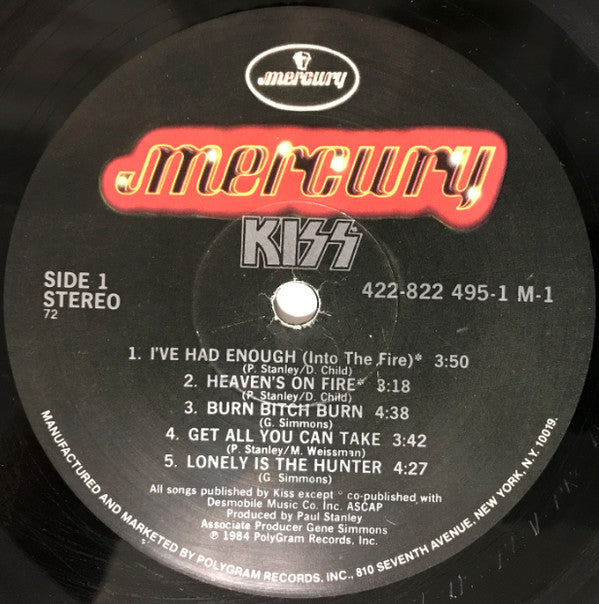 mercury
mercury
KISS
SIDE 1
STEREO
72
422-822 495-1 M-1
1. I'VE HAD ENOUGH (Into The Fire)* 3:50
(P. Stanley/D. Child)
2. HEAVEN'S ON FIRE* 3:18
(P. Stanley/D. Child)
3. BURN BITCH BURN 4:38
(G. Simmons)
4. GET ALL YOU CAN TAKE 3:42
(P. Stanley/M. Weissman)
5. LONELY IS THE HUNTER 4:27
(G. Simmons)
All songs published by Kiss except * co-published with
Desmobile Music Co. Inc. ASCAP
Produced by Paul Stanley
Associate Producer Gene Simmons
℗ 1984 PolyGram Records, Inc.
MANUFACTURED AND MARKETED BY POLYGRAM RECORDS, INC., 810 SEVENTH AVENUE, NEW YORK, N.Y. 10019.